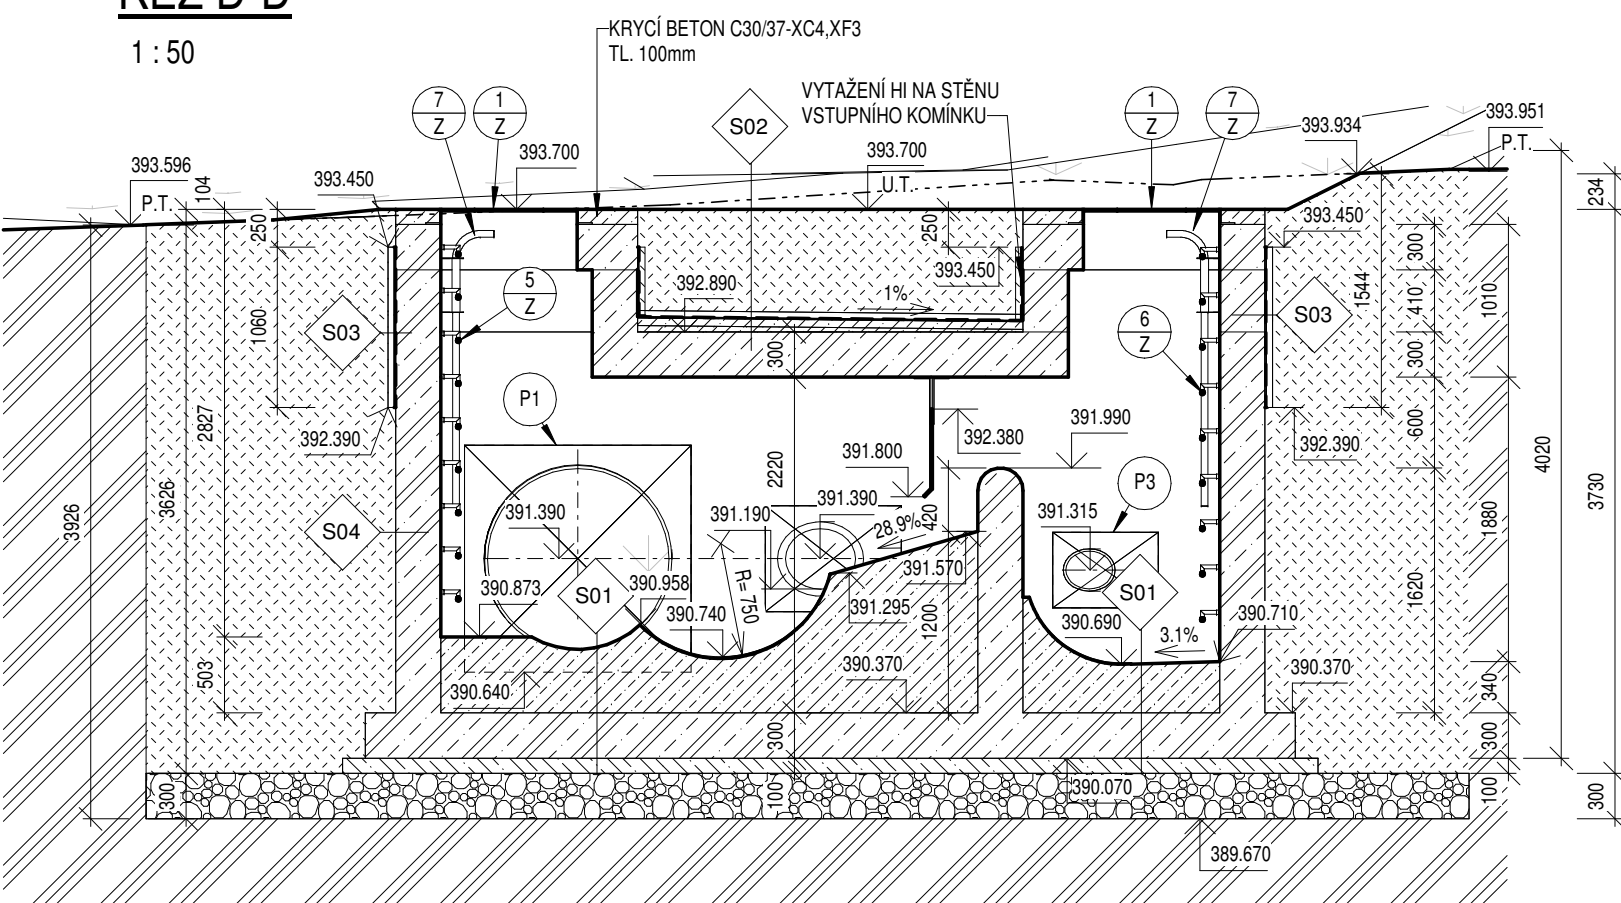 ŘEZ D-D
1 : 50
KRYCÍ BETON C30/37-XC4,XF3
TL. 100mm
VYTAŽENÍ HI NA STĚNU
VSTUPNÍHO KOMÍNKU
7
Z
1
Z
S02
1
Z
7
Z
393.934
393.951
P.T.
393.596
P.T.
104
393.450
393.700
393.700
U.T.
234
250
250
393.450
393.450
300
5
Z
392.890
1%
1544
410
1010
S03
1060
6
Z
S03
300
300
P1
2827
392.390
392.380
391.990
392.390
600
4020
3926
3626
2220
391.800
P3
3730
S04
391.390
391.190
391.390
28.9%
420
391.315
1880
391.570
390.873
S01
390.958
R= 750
390.740
391.295
1200
S01
390.690
3.1%
390.710
1620
503
390.640
390.370
390.370
340
300
300
300
100
390.070
100
300
389.670